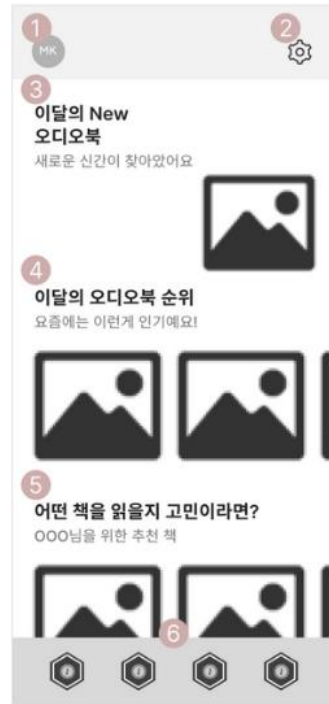 1
2
MK
3
이달의 New
오디오북
새로운 신간이 찾아았어요
4
이달의 오디오북 순위
요즘에는 이런게 인기예요!
5
어떤 책을 읽을지 고민이라면?
OOO님을 위한 추천 책
6